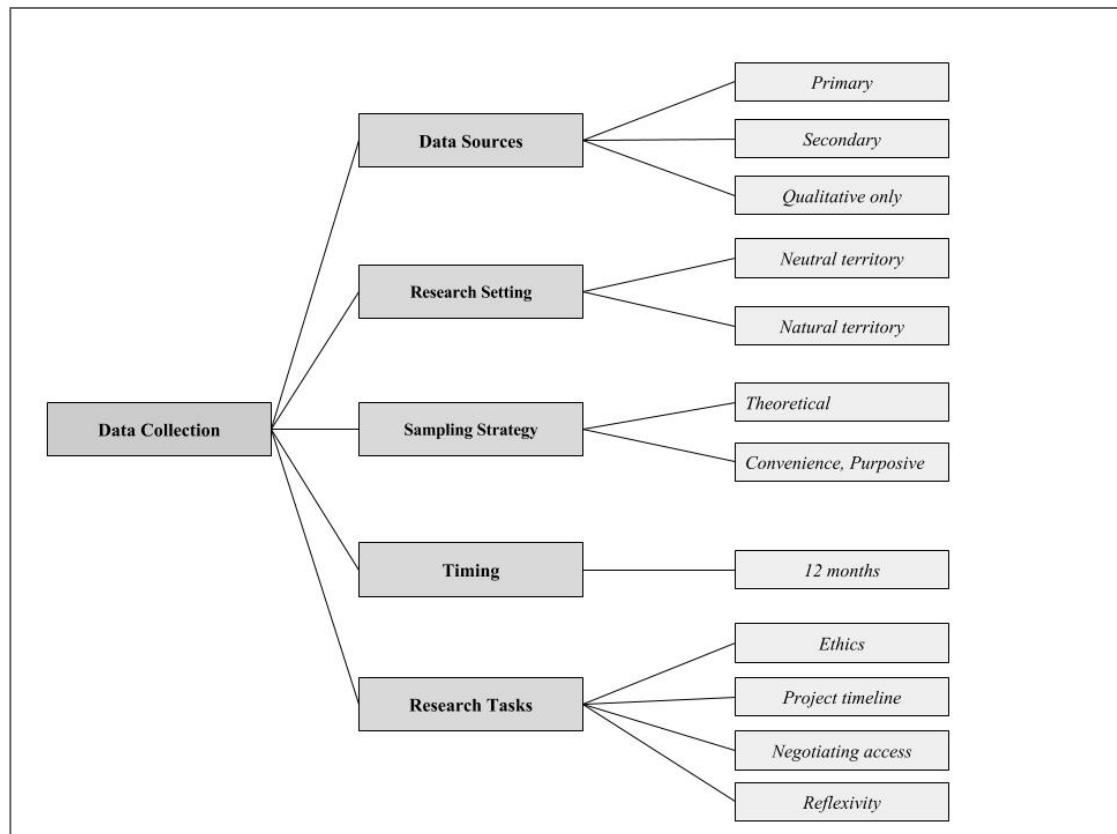 Data Collection
Data Sources
Primary
Secondary
Qualitative only
Research Setting
Neutral territory
Natural territory
Sampling Strategy
Theoretical
Convenience, Purposive
Timing
12 months
Research Tasks
Ethics
Project timeline
Negotiating access
Reflexivity